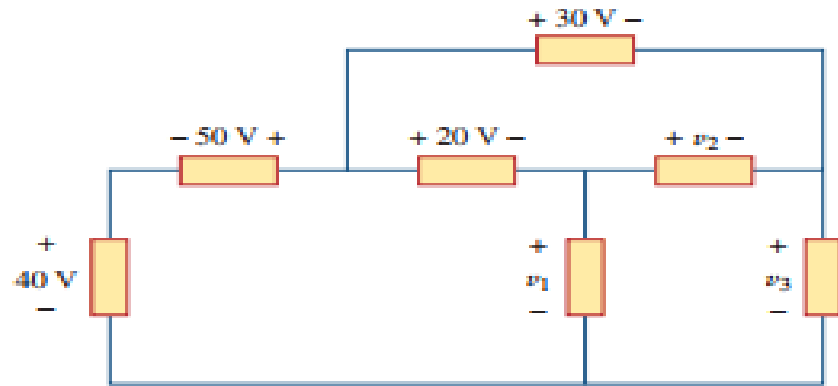 + 30 V −
− 50 V +
+ 20 V −
+ v₂ −
+
40 V
−
+
v₁
−
+
v₃
−